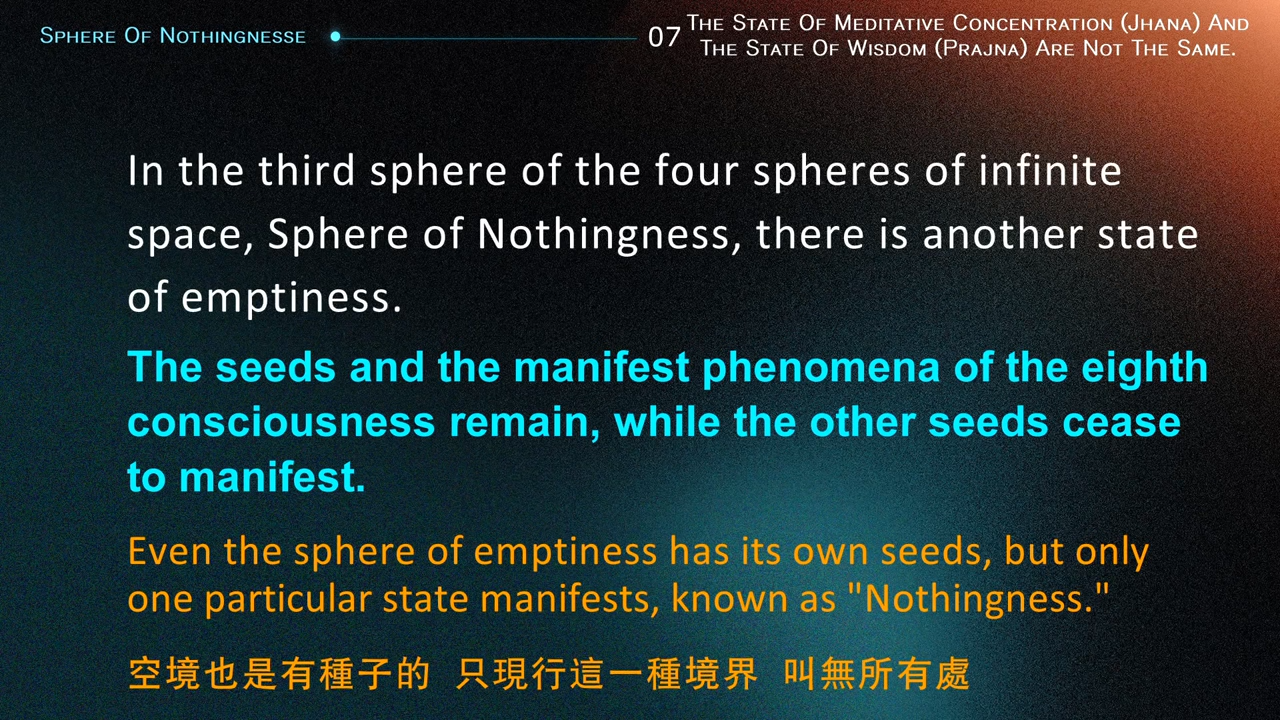 Sphere Of Nothingnesse
07
The State Of Meditative Concentration (Jhana) And
The State Of Wisdom (Prajna) Are Not The Same.
In the third sphere of the four spheres of infinite
space, Sphere of Nothingness, there is another state
of emptiness.
The seeds and the manifest phenomena of the eighth
consciousness remain, while the other seeds cease
to manifest.
Even the sphere of emptiness has its own seeds, but only
one particular state manifests, known as "Nothingness."
空境也是有種子的 只現行這一種境界 叫無所有處